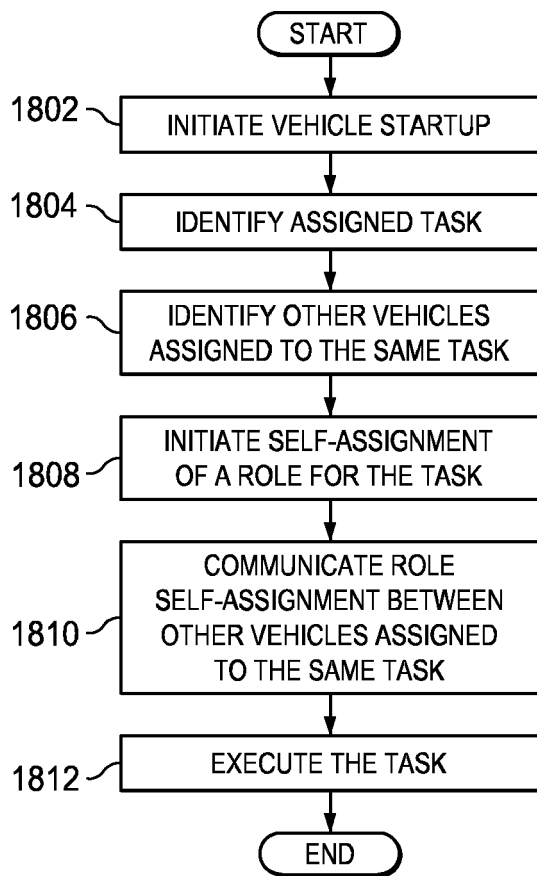 START
1802
INITIATE VEHICLE STARTUP
1804
IDENTIFY ASSIGNED TASK
1806
IDENTIFY OTHER VEHICLES
ASSIGNED TO THE SAME TASK
1808
INITIATE SELF-ASSIGNMENT
OF A ROLE FOR THE TASK
1810
COMMUNICATE ROLE
SELF-ASSIGNMENT BETWEEN
OTHER VEHICLES ASSIGNED
TO THE SAME TASK
1812
EXECUTE THE TASK
END